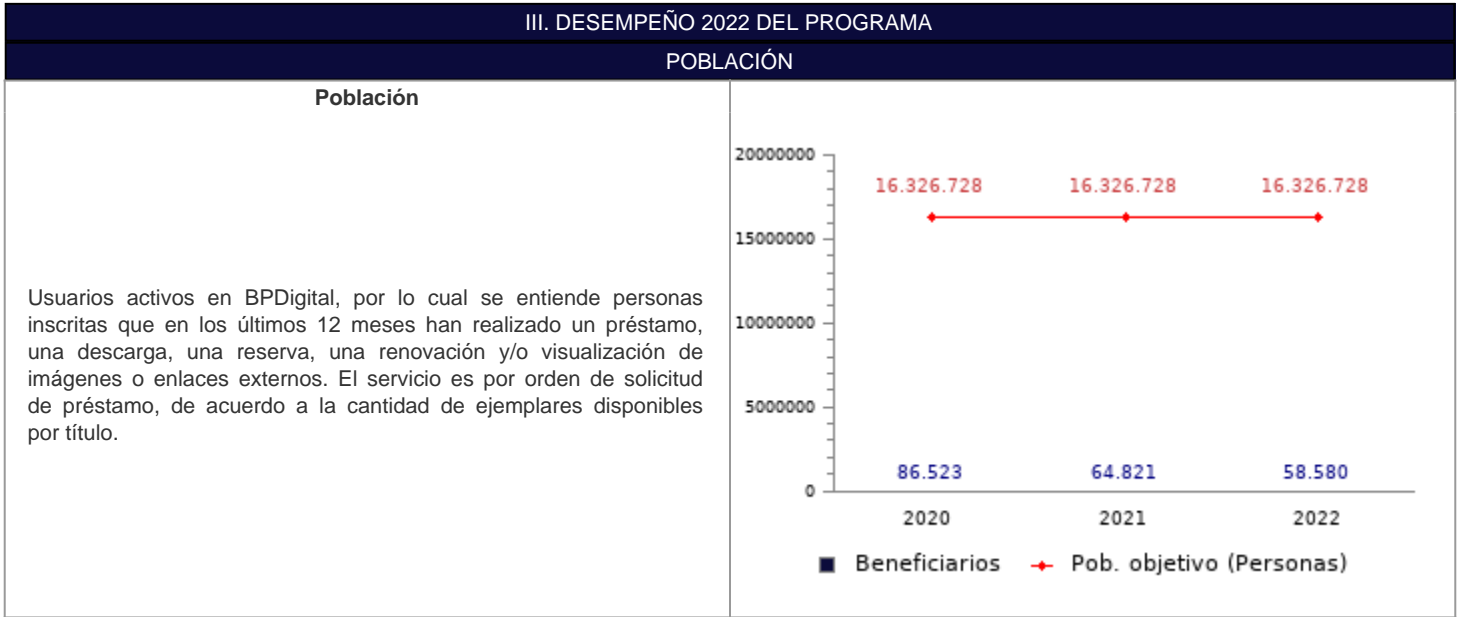 III. DESEMPEÑO 2022 DEL PROGRAMA
POBLACIÓN
Población
Usuarios activos en BPDigital, por lo cual se entiende personas
inscritas que en los últimos 12 meses han realizado un préstamo,
una descarga, una reserva, una renovación y/o visualización de
imágenes o enlaces externos. El servicio es por orden de solicitud
de préstamo, de acuerdo a la cantidad de ejemplares disponibles
por título.
20000000
16.326.728 16.326.728 16.326.728
15000000
10000000
5000000
86.523 64.821 58.580
0
2020 2021 2022
Beneficiarios Pob. objetivo (Personas)